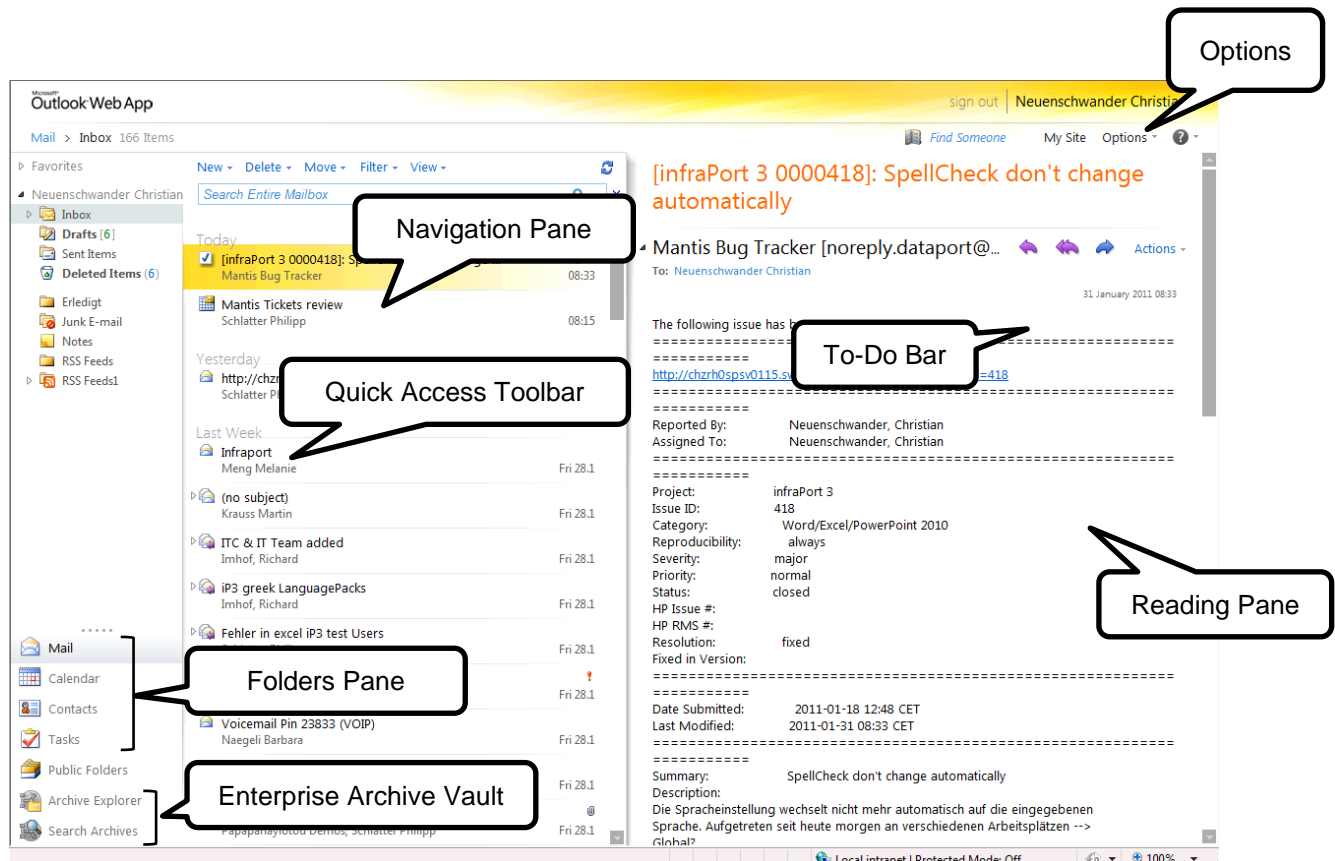 Options
Microsoft
Outlook Web App
sign out | Neuenschwander Christia
Mail > Inbox 166 Items
Find Someone My Site Options
Favorites
Neuenschwander Christian
Inbox
Drafts [6]
Sent Items
Deleted Items (6)
Erledigt
Junk E-mail
Notes
RSS Feeds
RSS Feeds1
Mail
Calendar
Contacts
Tasks
Public Folders
Archive Explorer
Search Archives
New Delete Move Filter View
Search Entire Mailbox
Navigation Pane
Today
[infraPort 3 0000418]:
Mantis Bug Tracker 08:33
Mantis Tickets review
Schlatter Philipp 08:15
Yesterday
http://chzr
Schlatter
Quick Access Toolbar
Last Week
Infraport
Meng Melanie Fri 28.1
(no subject)
Krauss Martin Fri 28.1
ITC & IT Team added
Imhof, Richard Fri 28.1
iP3 greek LanguagePacks
Imhof, Richard Fri 28.1
Fehler in excel iP3 test Users
Fri 28.1
Folders Pane
Fri 28.1
Voicemail Pin 23833 (VOIP)
Naegeli Barbara Fri 28.1
Enterprise Archive Vault
Fri 28.1
Papapanayiotou Demos, Schlatter Philipp Fri 28.1
[infraPort 3 0000418]: SpellCheck don't change
automatically
Mantis Bug Tracker [noreply.dataport@... Actions
To: Neuenschwander Christian
31 January 2011 08:33
The following issue has
To-Do Bar
==========================================================
===========
http://chzrh0spsv0115.s =418
==========================================================
===========
Reported By: Neuenschwander, Christian
Assigned To: Neuenschwander, Christian
==========================================================
===========
Project: infraPort 3
Issue ID: 418
Category: Word/Excel/PowerPoint 2010
Reproducibility: always
Severity: major
Priority: normal
Status: closed
HP Issue #:
HP RMS #:
Resolution: fixed
Fixed in Version:
Reading Pane
==========================================================
===========
Date Submitted: 2011-01-18 12:48 CET
Last Modified: 2011-01-31 08:33 CET
==========================================================
===========
Summary: SpellCheck don't change automatically
Description:
Die Spracheinstellung wechselt nicht mehr automatisch auf die eingegebenen
Sprache. Aufgetreten seit heute morgen an verschiedenen Arbeitsplätzen -->
Global?
Local intranet | Protected Mode: Off 100%